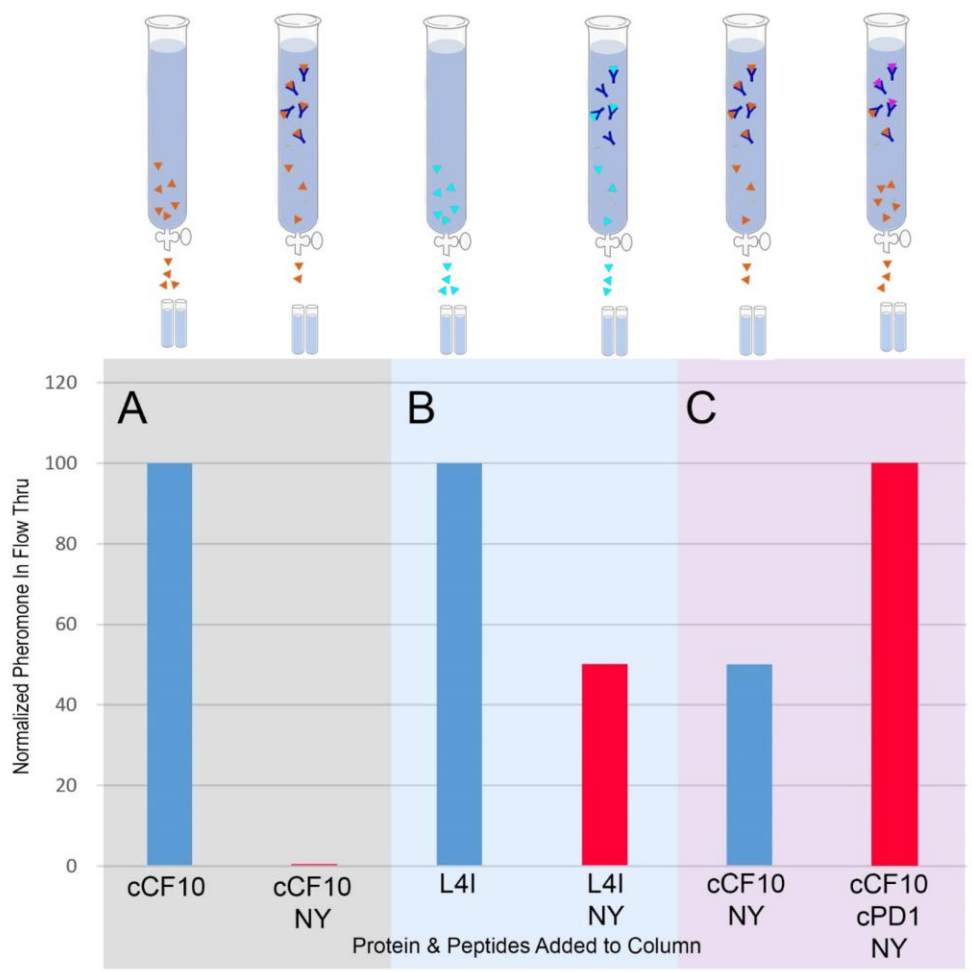 120
A
B
C
100
80
60
40
20
0
Normalized Pheromone In Flow Thru
cCF10
cCF10
NY
L4I
L4I
NY
cCF10
NY
cCF10
cPD1
NY
Protein & Peptides Added to Column